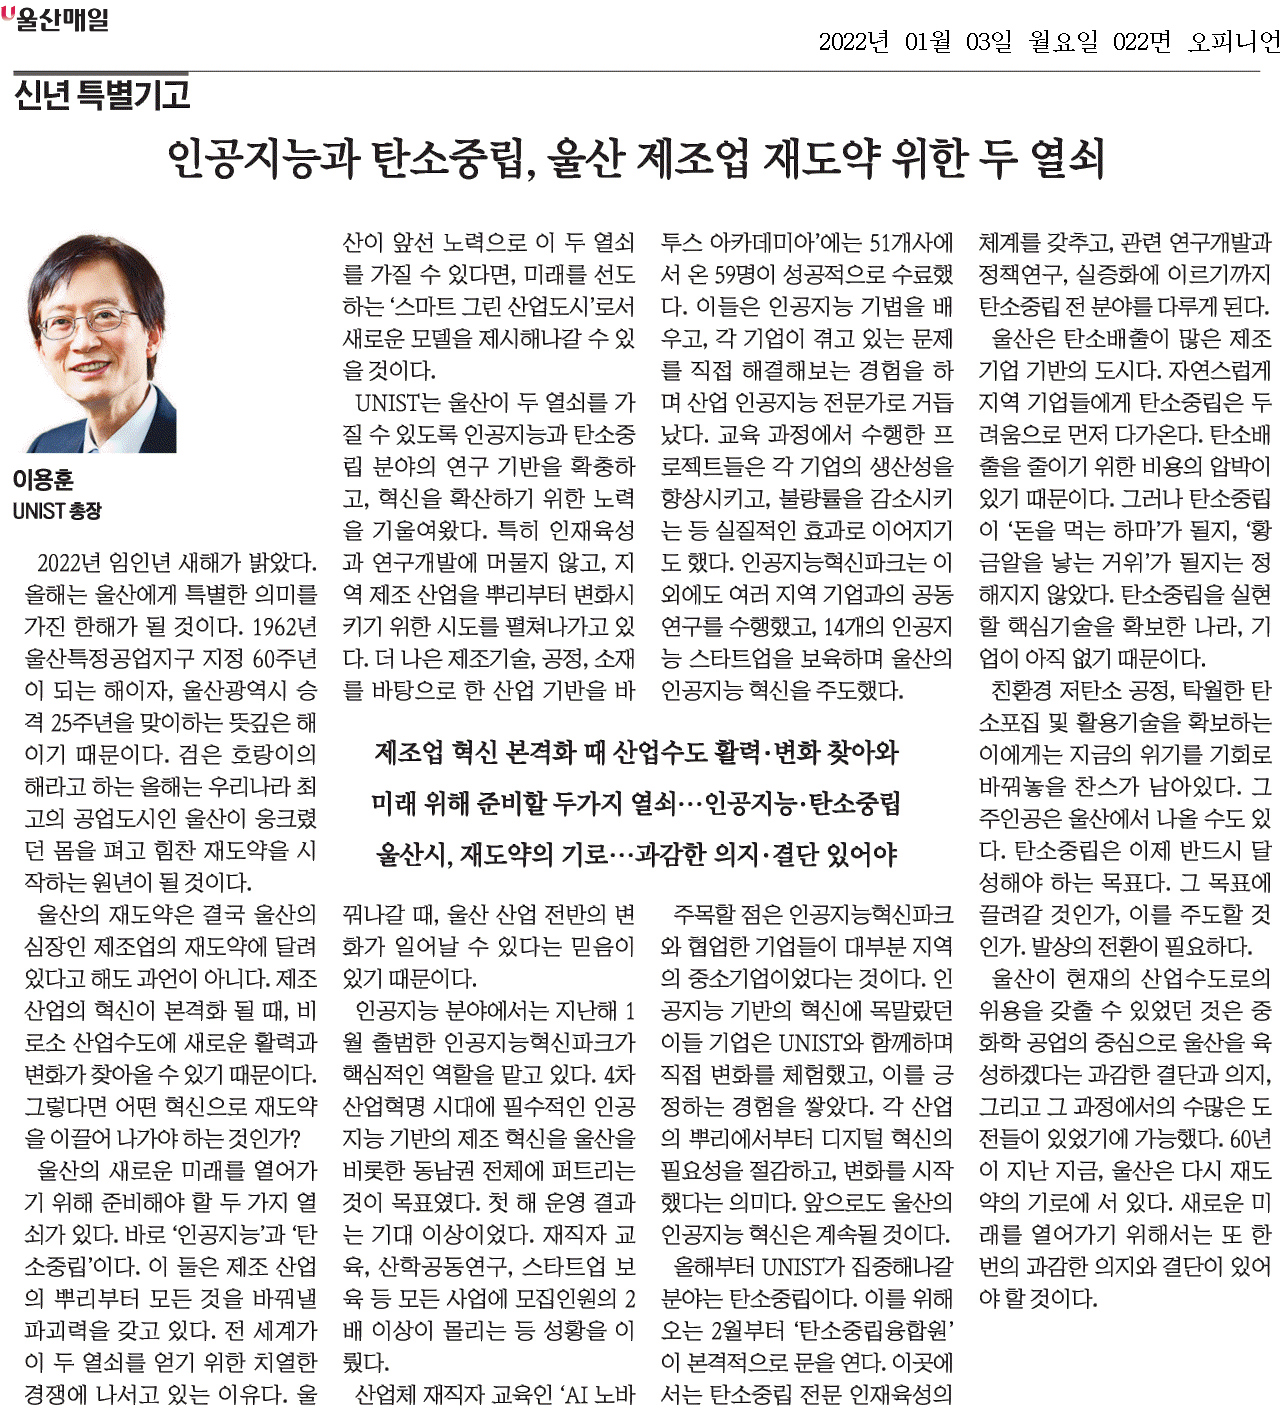 울산매일
2022년 01월 03일 월요일 022면 오피니언
신년 특별기고
인공지능과 탄소중립, 울산 제조업 재도약 위한 두 열쇠
이용훈
UNIST 총장
2022년 임인년 새해가 밝았다.
올해는 울산에게 특별한 의미를
가진 한해가 될 것이다. 1962년
울산특정공업지구 지정 60주년
이 되는 해이자, 울산광역시 승
격 25주년을 맞이하는 뜻깊은 해
이기 때문이다. 검은 호랑이의
해라고 하는 올해는 우리나라 최
고의 공업도시인 울산이 웅크렸
던 몸을 펴고 힘찬 재도약을 시
작하는 원년이 될 것이다.
울산의 재도약은 결국 울산의
심장인 제조업의 재도약에 달려
있다고 해도 과언이 아니다. 제조
산업의 혁신이 본격화 될 때, 비
로소 산업수도에 새로운 활력과
변화가 찾아올 수 있기 때문이다.
그렇다면 어떤 혁신으로 재도약
을 이끌어 나가야 하는 것인가?
울산의 새로운 미래를 열어가
기 위해 준비해야 할 두 가지 열
쇠가 있다. 바로 ‘인공지능’과 ‘탄
소중립’이다. 이 둘은 제조 산업
의 뿌리부터 모든 것을 바꿔낼
파괴력을 갖고 있다. 전 세계가
이 두 열쇠를 얻기 위한 치열한
경쟁에 나서고 있는 이유다. 울
산이 앞선 노력으로 이 두 열쇠
를 가질 수 있다면, 미래를 선도
하는 ‘스마트 그린 산업도시’로서
새로운 모델을 제시해나갈 수 있
을 것이다.
UNIST는 울산이 두 열쇠를 가
질 수 있도록 인공지능과 탄소중
립 분야의 연구 기반을 확충하
고, 혁신을 확산하기 위한 노력
을 기울여왔다. 특히 인재육성
과 연구개발에 머물지 않고, 지
역 제조 산업을 뿌리부터 변화시
키기 위한 시도를 펼쳐나가고 있
다. 더 나은 제조기술, 공정, 소재
를 바탕으로 한 산업 기반을 바
제조업 혁신 본격화 때 산업수도 활력·변화 찾아와
미래 위해 준비할 두가지 열쇠…인공지능·탄소중립
울산시, 재도약의 기로…과감한 의지·결단 있어야
꿔나갈 때, 울산 산업 전반의 변
화가 일어날 수 있다는 믿음이
있기 때문이다.
인공지능 분야에서는 지난해 1
월 출범한 인공지능혁신파크가
핵심적인 역할을 맡고 있다. 4차
산업혁명 시대에 필수적인 인공
지능 기반의 제조 혁신을 울산을
비롯한 동남권 전체에 퍼트리는
것이 목표였다. 첫 해 운영 결과
는 기대 이상이었다. 재직자 교
육, 산학공동연구, 스타트업 보
육 등 모든 사업에 모집인원의 2
배 이상이 몰리는 등 성황을 이
뤘다.
산업체 재직자 교육인 ‘AI 노바
투스 아카데미아’에는 51개사에
서 온 59명이 성공적으로 수료했
다. 이들은 인공지능 기법을 배
우고, 각 기업이 겪고 있는 문제
를 직접 해결해보는 경험을 하
며 산업 인공지능 전문가로 거듭
났다. 교육 과정에서 수행한 프
로젝트들은 각 기업의 생산성을
향상시키고, 불량률을 감소시키
는 등 실질적인 효과로 이어지기
도 했다. 인공지능혁신파크는 이
외에도 여러 지역 기업과의 공동
연구를 수행했고, 14개의 인공지
능 스타트업을 보육하며 울산의
인공지능 혁신을 주도했다.
주목할 점은 인공지능혁신파크
와 협업한 기업들이 대부분 지역
의 중소기업이었다는 것이다. 인
공지능 기반의 혁신에 목말랐던
이들 기업은 UNIST와 함께하며
직접 변화를 체험했고, 이를 긍
정하는 경험을 쌓았다. 각 산업
의 뿌리에서부터 디지털 혁신의
필요성을 절감하고, 변화를 시작
했다는 의미다. 앞으로도 울산의
인공지능 혁신은 계속될 것이다.
올해부터 UNIST가 집중해나갈
분야는 탄소중립이다. 이를 위해
오는 2월부터 ‘탄소중립융합원’
이 본격적으로 문을 연다. 이곳에
서는 탄소중립 전문 인재육성의
체계를 갖추고, 관련 연구개발과
정책연구, 실증화에 이르기까지
탄소중립 전 분야를 다루게 된다.
울산은 탄소배출이 많은 제조
기업 기반의 도시다. 자연스럽게
지역 기업들에게 탄소중립은 두
려움으로 먼저 다가온다. 탄소배
출을 줄이기 위한 비용의 압박이
있기 때문이다. 그러나 탄소중립
이 ‘돈을 먹는 하마’가 될지, ‘황
금알을 낳는 거위’가 될지는 정
해지지 않았다. 탄소중립을 실현
할 핵심기술을 확보한 나라, 기
업이 아직 없기 때문이다.
친환경 저탄소 공정, 탁월한 탄
소포집 및 활용기술을 확보하는
이에게는 지금의 위기를 기회로
바꿔놓을 찬스가 남아있다. 그
주인공은 울산에서 나올 수도 있
다. 탄소중립은 이제 반드시 달
성해야 하는 목표다. 그 목표에
끌려갈 것인가, 이를 주도할 것
인가. 발상의 전환이 필요하다.
울산이 현재의 산업수도로의
위용을 갖출 수 있었던 것은 중
화학 공업의 중심으로 울산을 육
성하겠다는 과감한 결단과 의지,
그리고 그 과정에서의 수많은 도
전들이 있었기에 가능했다. 60년
이 지난 지금, 울산은 다시 재도
약의 기로에 서 있다. 새로운 미
래를 열어가기 위해서는 또 한
번의 과감한 의지와 결단이 있어
야 할 것이다.